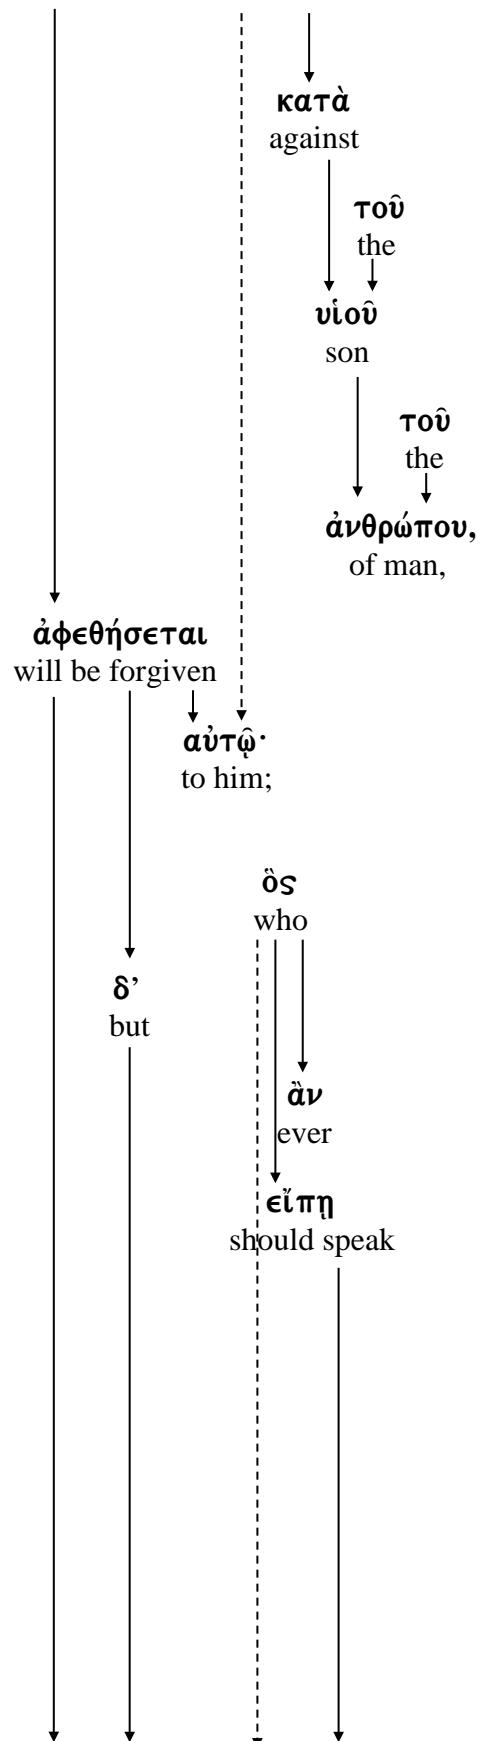 κατὰ
against
τοῦ
the
υἱοῦ
son
τοῦ
the
ἀνθρώπου,
of man,
ἀφεθήσεται
will be forgiven
αὐτῷ·
to him;
ὃς
who
δ’
but
ἂν
ever
εἴπῃ
should speak